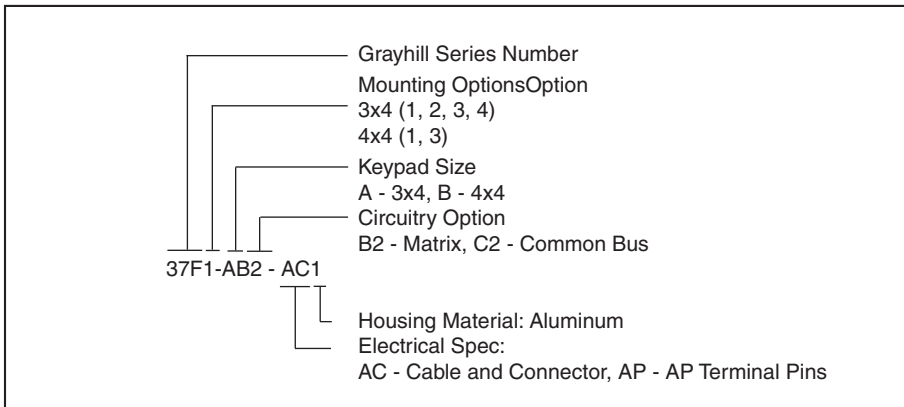 Grayhill Series Number
Mounting OptionsOption
3x4 (1, 2, 3, 4)
4x4 (1, 3)
Keypad Size
A - 3x4, B - 4x4
Circuitry Option
B2 - Matrix, C2 - Common Bus
37F1-AB2 - AC1
Housing Material: Aluminum
Electrical Spec:
AC - Cable and Connector, AP - AP Terminal Pins